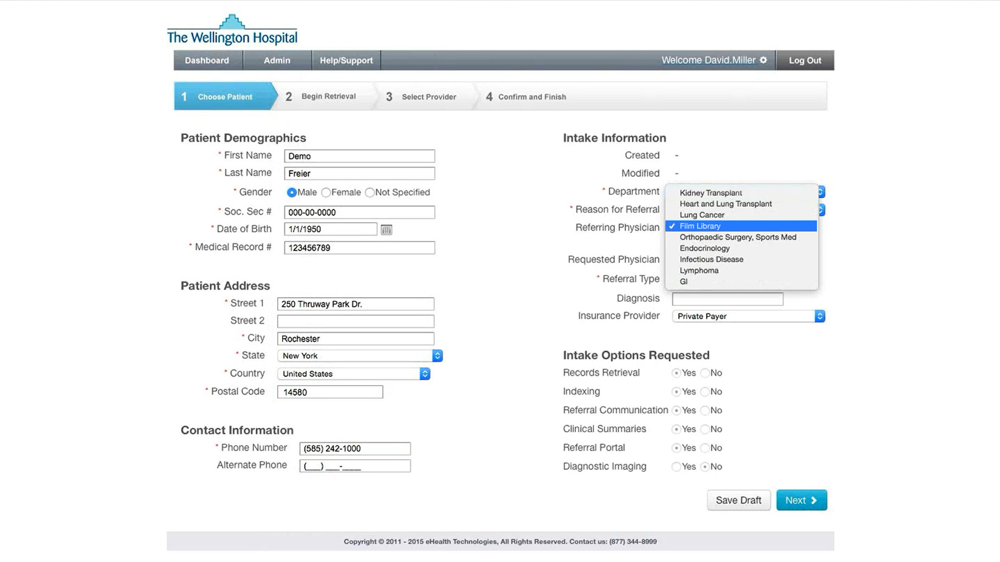 The Wellington Hospital
Dashboard Admin Help/Support Welcome David.Miller Log Out
1 Choose Patient 2 Begin Retrieval 3 Select Provider 4 Confirm and Finish
Patient Demographics
* First Name Demo
* Last Name Freier
* Gender Male Female Not Specified
* Soc. Sec # 000-00-0000
* Date of Birth 1/1/1950
* Medical Record # 123456789
Patient Address
* Street 1 250 Thruway Park Dr.
Street 2
* City Rochester
* State New York
* Country United States
* Postal Code 14580
Contact Information
* Phone Number (585) 242-1000
Alternate Phone (___) ___-____
Intake Information
Created -
Modified -
* Department
* Reason for Referral
Referring Physician
Requested Physician
* Referral Type
Kidney Transplant
Heart and Lung Transplant
Lung Cancer
✓ Film Library
Orthopaedic Surgery, Sports Med
Endocrinology
Infectious Disease
Lymphoma
GI
Diagnosis
Insurance Provider Private Payer
Intake Options Requested
Records Retrieval Yes No
Indexing Yes No
Referral Communication Yes No
Clinical Summaries Yes No
Referral Portal Yes No
Diagnostic Imaging Yes No
Save Draft Next
Copyright © 2011 - 2015 eHealth Technologies, All Rights Reserved. Contact us: (877) 344-8999